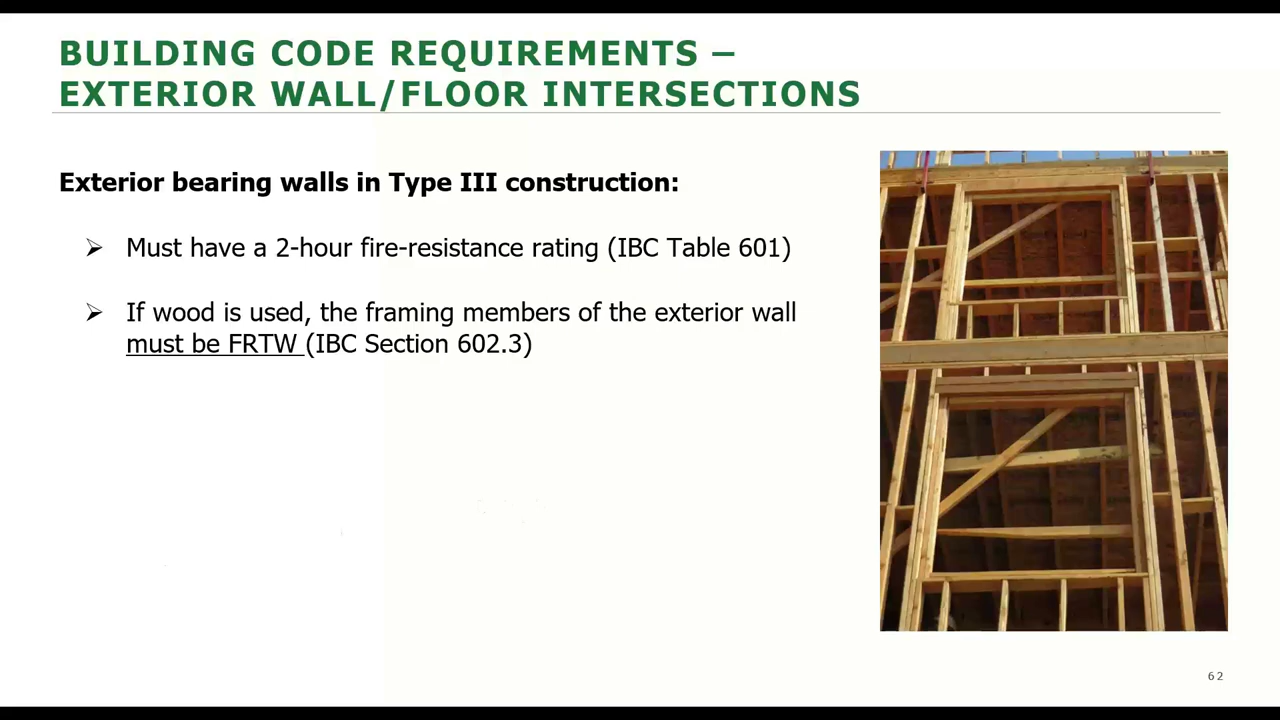 BUILDING CODE REQUIREMENTS –
EXTERIOR WALL/FLOOR INTERSECTIONS
Exterior bearing walls in Type III construction:
➢ Must have a 2-hour fire-resistance rating (IBC Table 601)
➢ If wood is used, the framing members of the exterior wall
must be FRTW (IBC Section 602.3)
62